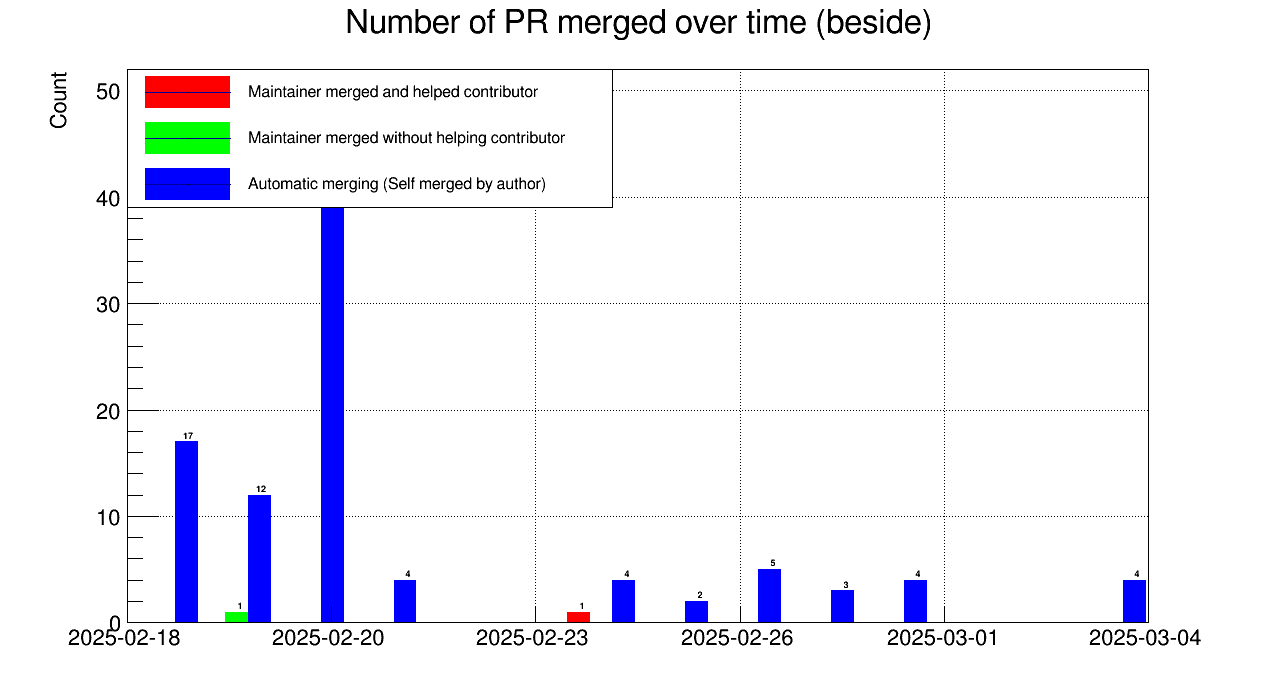 Number of PR merged over time (beside)
Count
50
40
30
20
10
0
Maintainer merged and helped contributor
Maintainer merged without helping contributor
Automatic merging (Self merged by author)
17
1
12
4
1
4
2
5
3
4
4
2025-02-18 2025-02-20 2025-02-23 2025-02-26 2025-03-01 2025-03-04